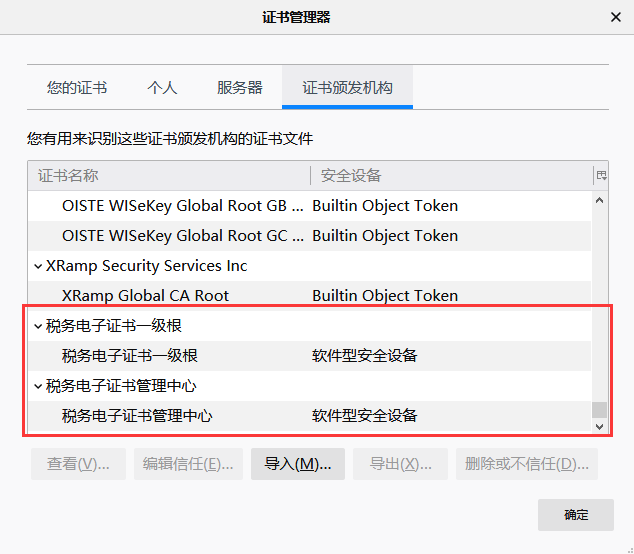 证书管理器
您的证书 个人 服务器 证书颁发机构
您有用来识别这些证书颁发机构的证书文件
证书名称 安全设备
OISTE WISeKey Global Root GB ... Builtin Object Token
OISTE WISeKey Global Root GC ... Builtin Object Token
XRamp Security Services Inc
XRamp Global CA Root Builtin Object Token
税务电子证书一级根
税务电子证书一级根 软件型安全设备
税务电子证书管理中心
税务电子证书管理中心 软件型安全设备
查看(V)... 编辑信任(E)... 导入(M)... 导出(X)... 删除或不信任(D)...
确定